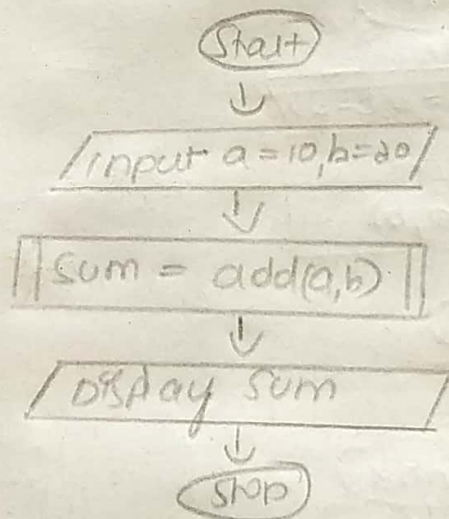 Start
input a=10, b=20
sum = add(a,b)
Display sum
Stop